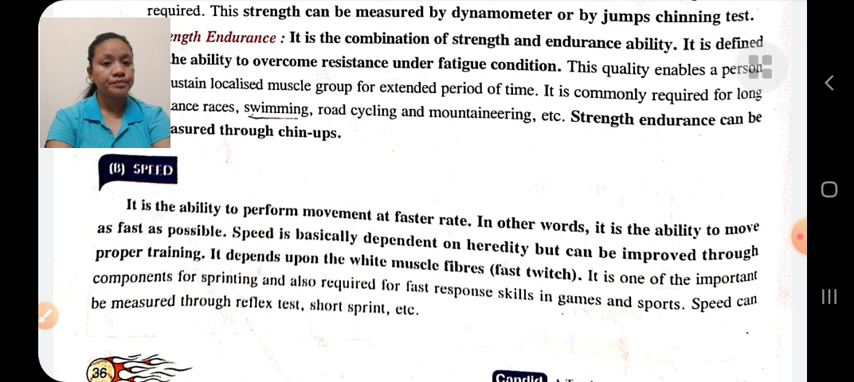 required. This strength can be measured by dynamometer or by jumps chinning test.
ength Endurance : It is the combination of strength and endurance ability. It is defined
he ability to overcome resistance under fatigue condition. This quality enables a person
ustain localised muscle group for extended period of time. It is commonly required for long
ance races, swimming, road cycling and mountaineering, etc. Strength endurance can be
asured through chin-ups.
(B) SPEED
It is the ability to perform movement at faster rate. In other words, it is the ability to move
as fast as possible. Speed is basically dependent on heredity but can be improved through
proper training. It depends upon the white muscle fibres (fast twitch). It is one of the important
components for sprinting and also required for fast response skills in games and sports. Speed can
be measured through reflex test, short sprint, etc.
36
Candid